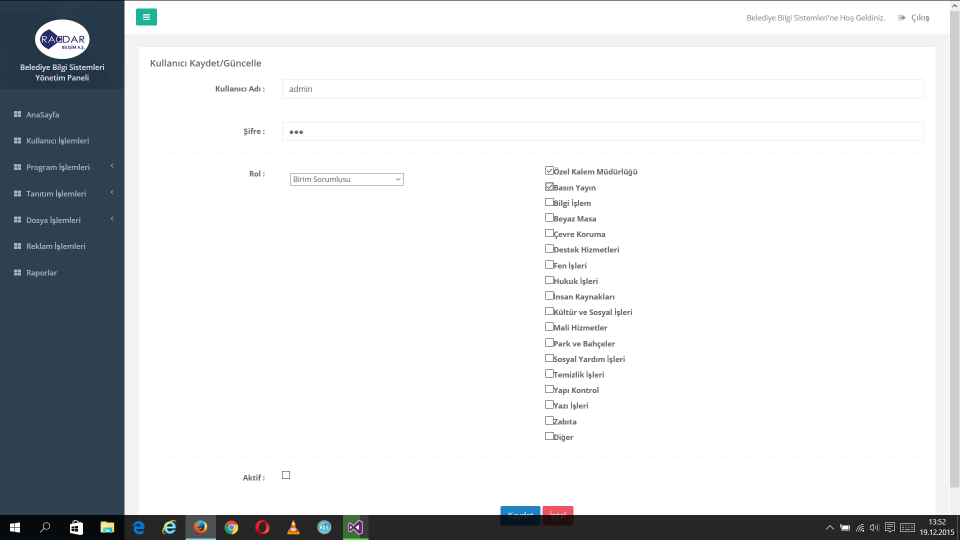 RACDAR
BİLİŞİM A.Ş.
Belediye Bilgi Sistemleri
Yönetim Paneli
AnaSayfa
Kullanıcı İşlemleri
Program İşlemleri
Tanıtım İşlemleri
Dosya İşlemleri
Reklam İşlemleri
Raporlar
Belediye Bilgi Sistemleri'ne Hoş Geldiniz.
Çıkış
Kullanıcı Kaydet/Güncelle
Kullanıcı Adı : admin
Şifre :
Rol : Birim Sorumlusu
Özel Kalem Müdürlüğü
Basın Yayın
Bilgi İşlem
Beyaz Masa
Çevre Koruma
Destek Hizmetleri
Fen İşleri
Hukuk İşleri
İnsan Kaynakları
Kültür ve Sosyal İşleri
Mali Hizmetler
Park ve Bahçeler
Sosyal Yardım İşleri
Temizlik İşleri
Yapı Kontrol
Yazı İşleri
Zabıta
Diğer
Aktif :
Kaydet İptal
13:52
19.12.2015